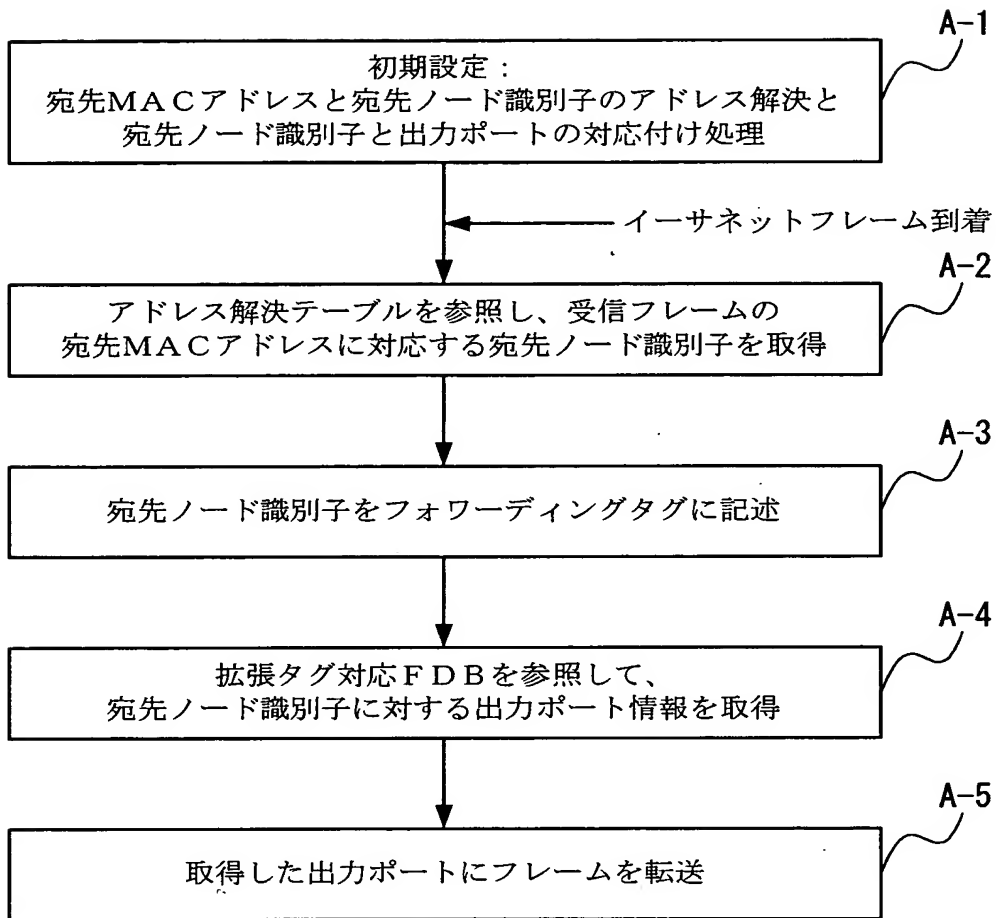 A-1
初期設定：
宛先ＭＡＣアドレスと宛先ノード識別子のアドレス解決と
宛先ノード識別子と出力ポートの対応付け処理
イーサネットフレーム到着
A-2
アドレス解決テーブルを参照し、受信フレームの
宛先ＭＡＣアドレスに対応する宛先ノード識別子を取得
A-3
宛先ノード識別子をフォワーディングタグに記述
A-4
拡張タグ対応ＦＤＢを参照して、
宛先ノード識別子に対する出力ポート情報を取得
A-5
取得した出力ポートにフレームを転送